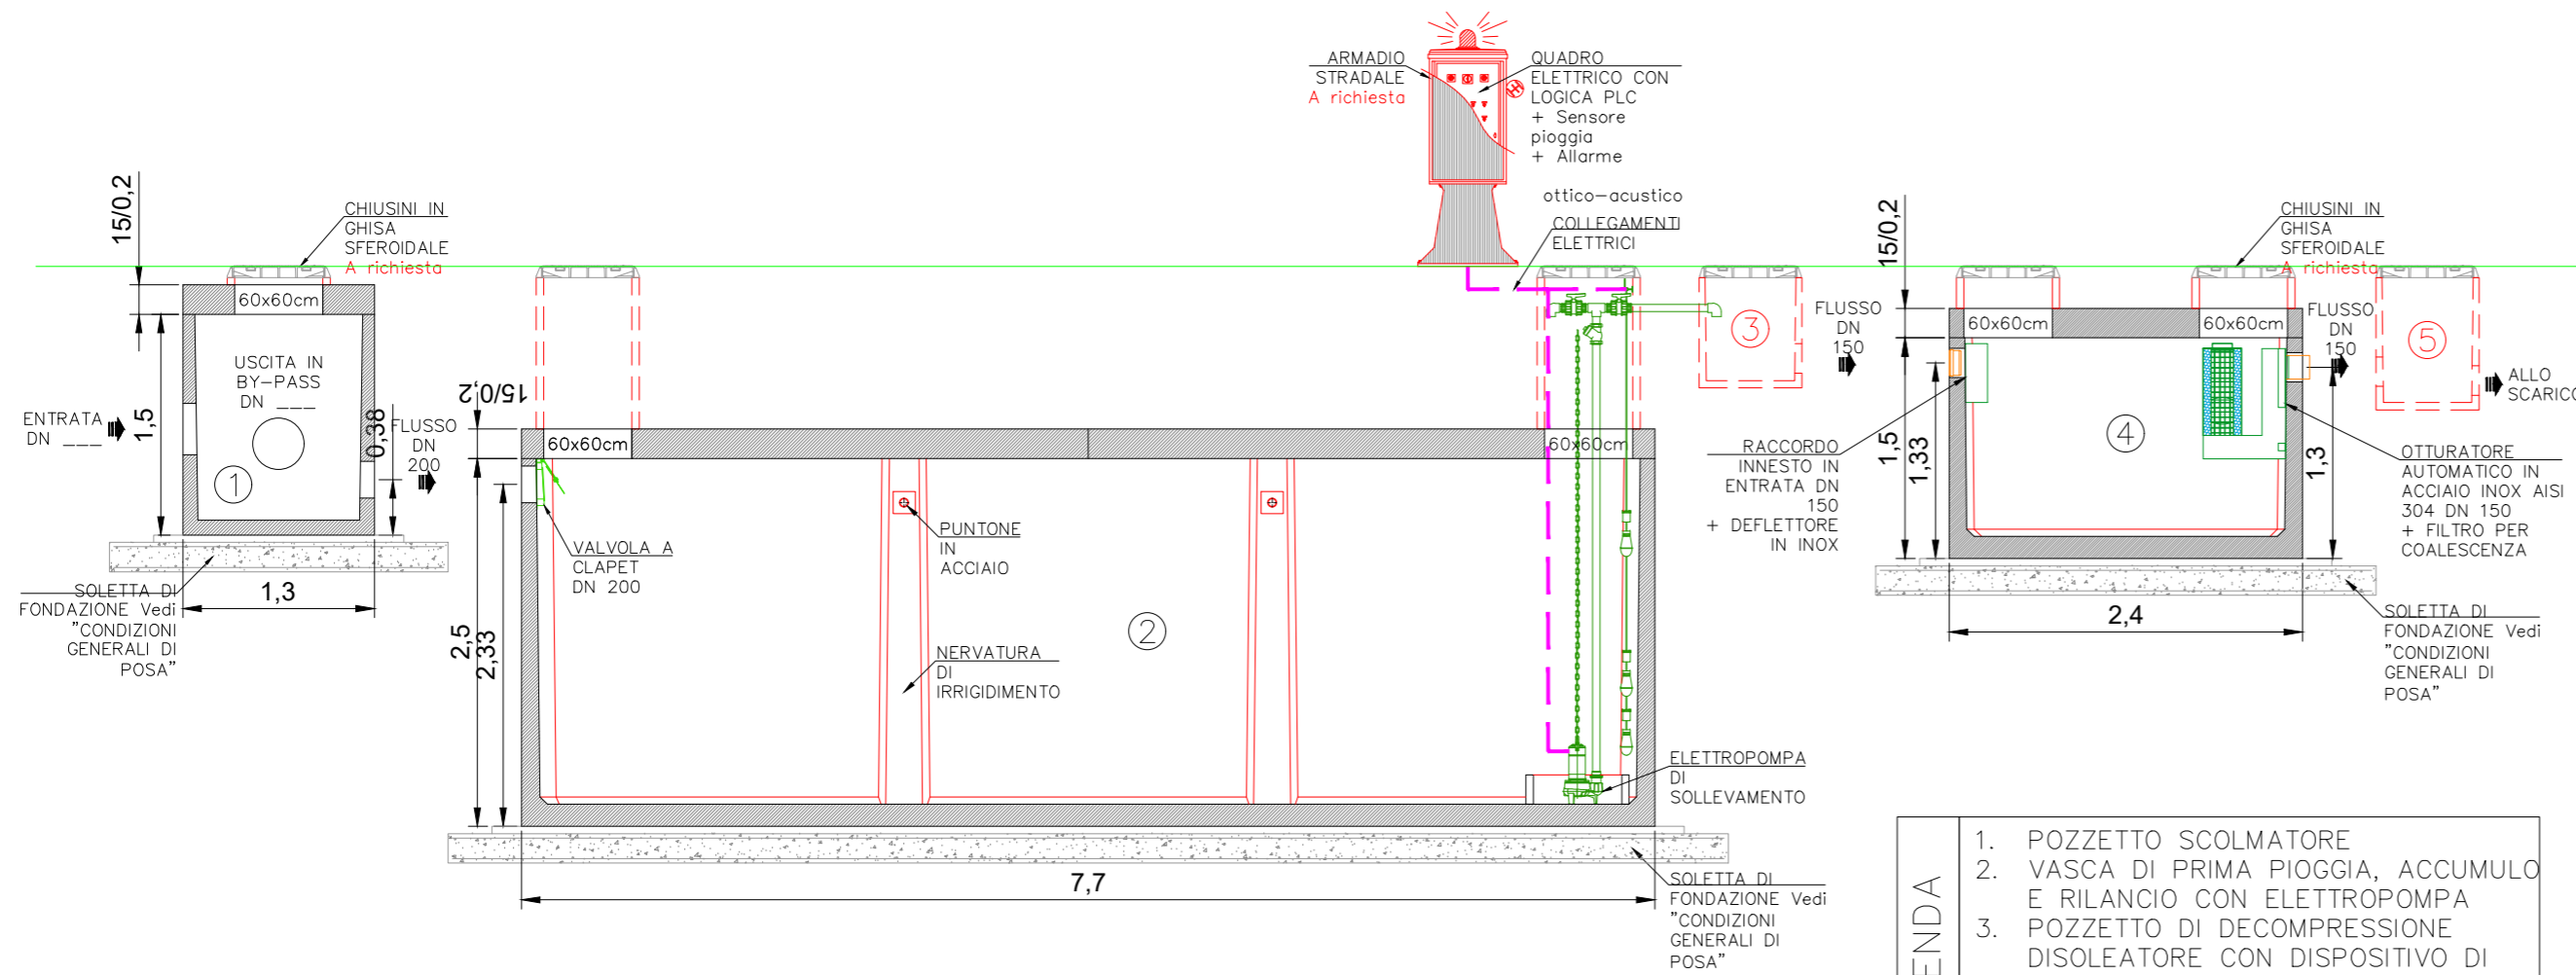 ARMADIO
STRADALE
A richiesta
QUADRO
ELETTRICO CON
LOGICA PLC
+ Sensore
pioggia
+ Allarme
ottico-acustico
COLLEGAMENTI
ELETTRICI
15/0,2
CHIUSINI IN
GHISA
SFEROIDALE
A richiesta
60x60cm
USCITA IN
BY-PASS
DN ___
ENTRATA
DN ___
1,5
0,38
1
FLUSSO
DN
200
SOLETTA DI
FONDAZIONE Vedi
"CONDIZIONI
GENERALI DI
POSA"
1,3
15/0,2
60x60cm
60x60cm
VALVOLA A
CLAPET
DN 200
PUNTONE
IN
ACCIAIO
NERVATURA
DI
IRRIGIDIMENTO
2
2,5
2,33
ELETTROPOMPA
DI
SOLLEVAMENTO
7,7
SOLETTA DI
FONDAZIONE Vedi
"CONDIZIONI
GENERALI DI
POSA"
3
FLUSSO
DN
150
15/0,2
CHIUSINI IN
GHISA
SFEROIDALE
A richiesta
60x60cm
60x60cm
FLUSSO
DN
150
5
ALLO
SCARICO
4
RACCORDO
INNESTO IN
ENTRATA DN
150
+ DEFLETTORE
IN INOX
1,5
1,33
1,3
OTTURATORE
AUTOMATICO IN
ACCIAIO INOX AISI
304 DN 150
+ FILTRO PER
COALESCENZA
2,4
SOLETTA DI
FONDAZIONE Vedi
"CONDIZIONI
GENERALI DI
POSA"
ENDA
1. POZZETTO SCOLMATORE
2. VASCA DI PRIMA PIOGGIA, ACCUMULO
E RILANCIO CON ELETTROPOMPA
3. POZZETTO DI DECOMPRESSIONE
DISOLEATORE CON DISPOSITIVO DI